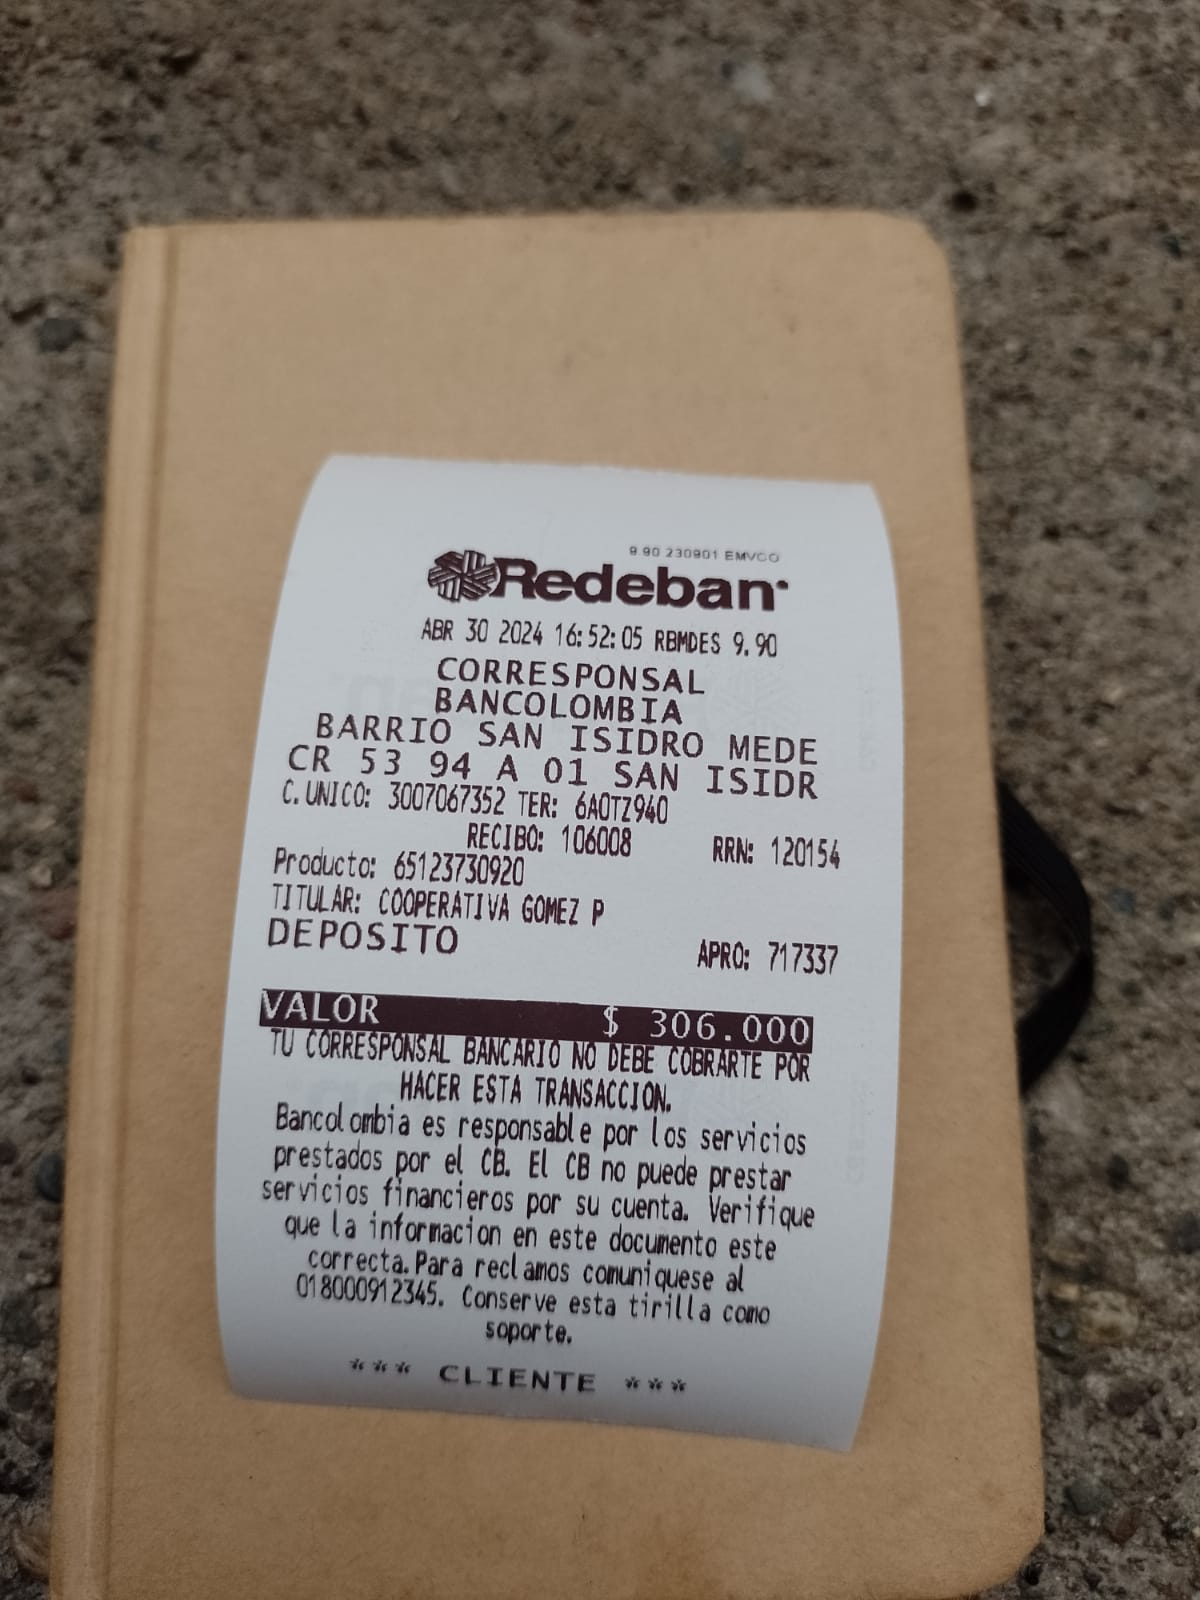 9.90 230901 EMVCO
Redeban
ABR 30 2024 16:52:05 RBMDES 9.90
CORRESPONSAL
BANCOLOMBIA
BARRIO SAN ISIDRO MEDE
CR 53 94 A 01 SAN ISIDR
C.UNICO: 3007067352 TER: 6A0TZ940
RECIBO: 106008 RRN: 120154
Producto: 65123730920
TITULAR: COOPERATIVA GOMEZ P
DEPOSITO APRO: 717337
VALOR $ 306.000
TU CORRESPONSAL BANCARIO NO DEBE COBRARTE POR
HACER ESTA TRANSACCION.
Bancolombia es responsable por los servicios
prestados por el CB. El CB no puede prestar
servicios financieros por su cuenta. Verifique
que la informacion en este documento este
correcta.Para reclamos comuniquese al
018000912345. Conserve esta tirilla como
soporte.
*** CLIENTE ***